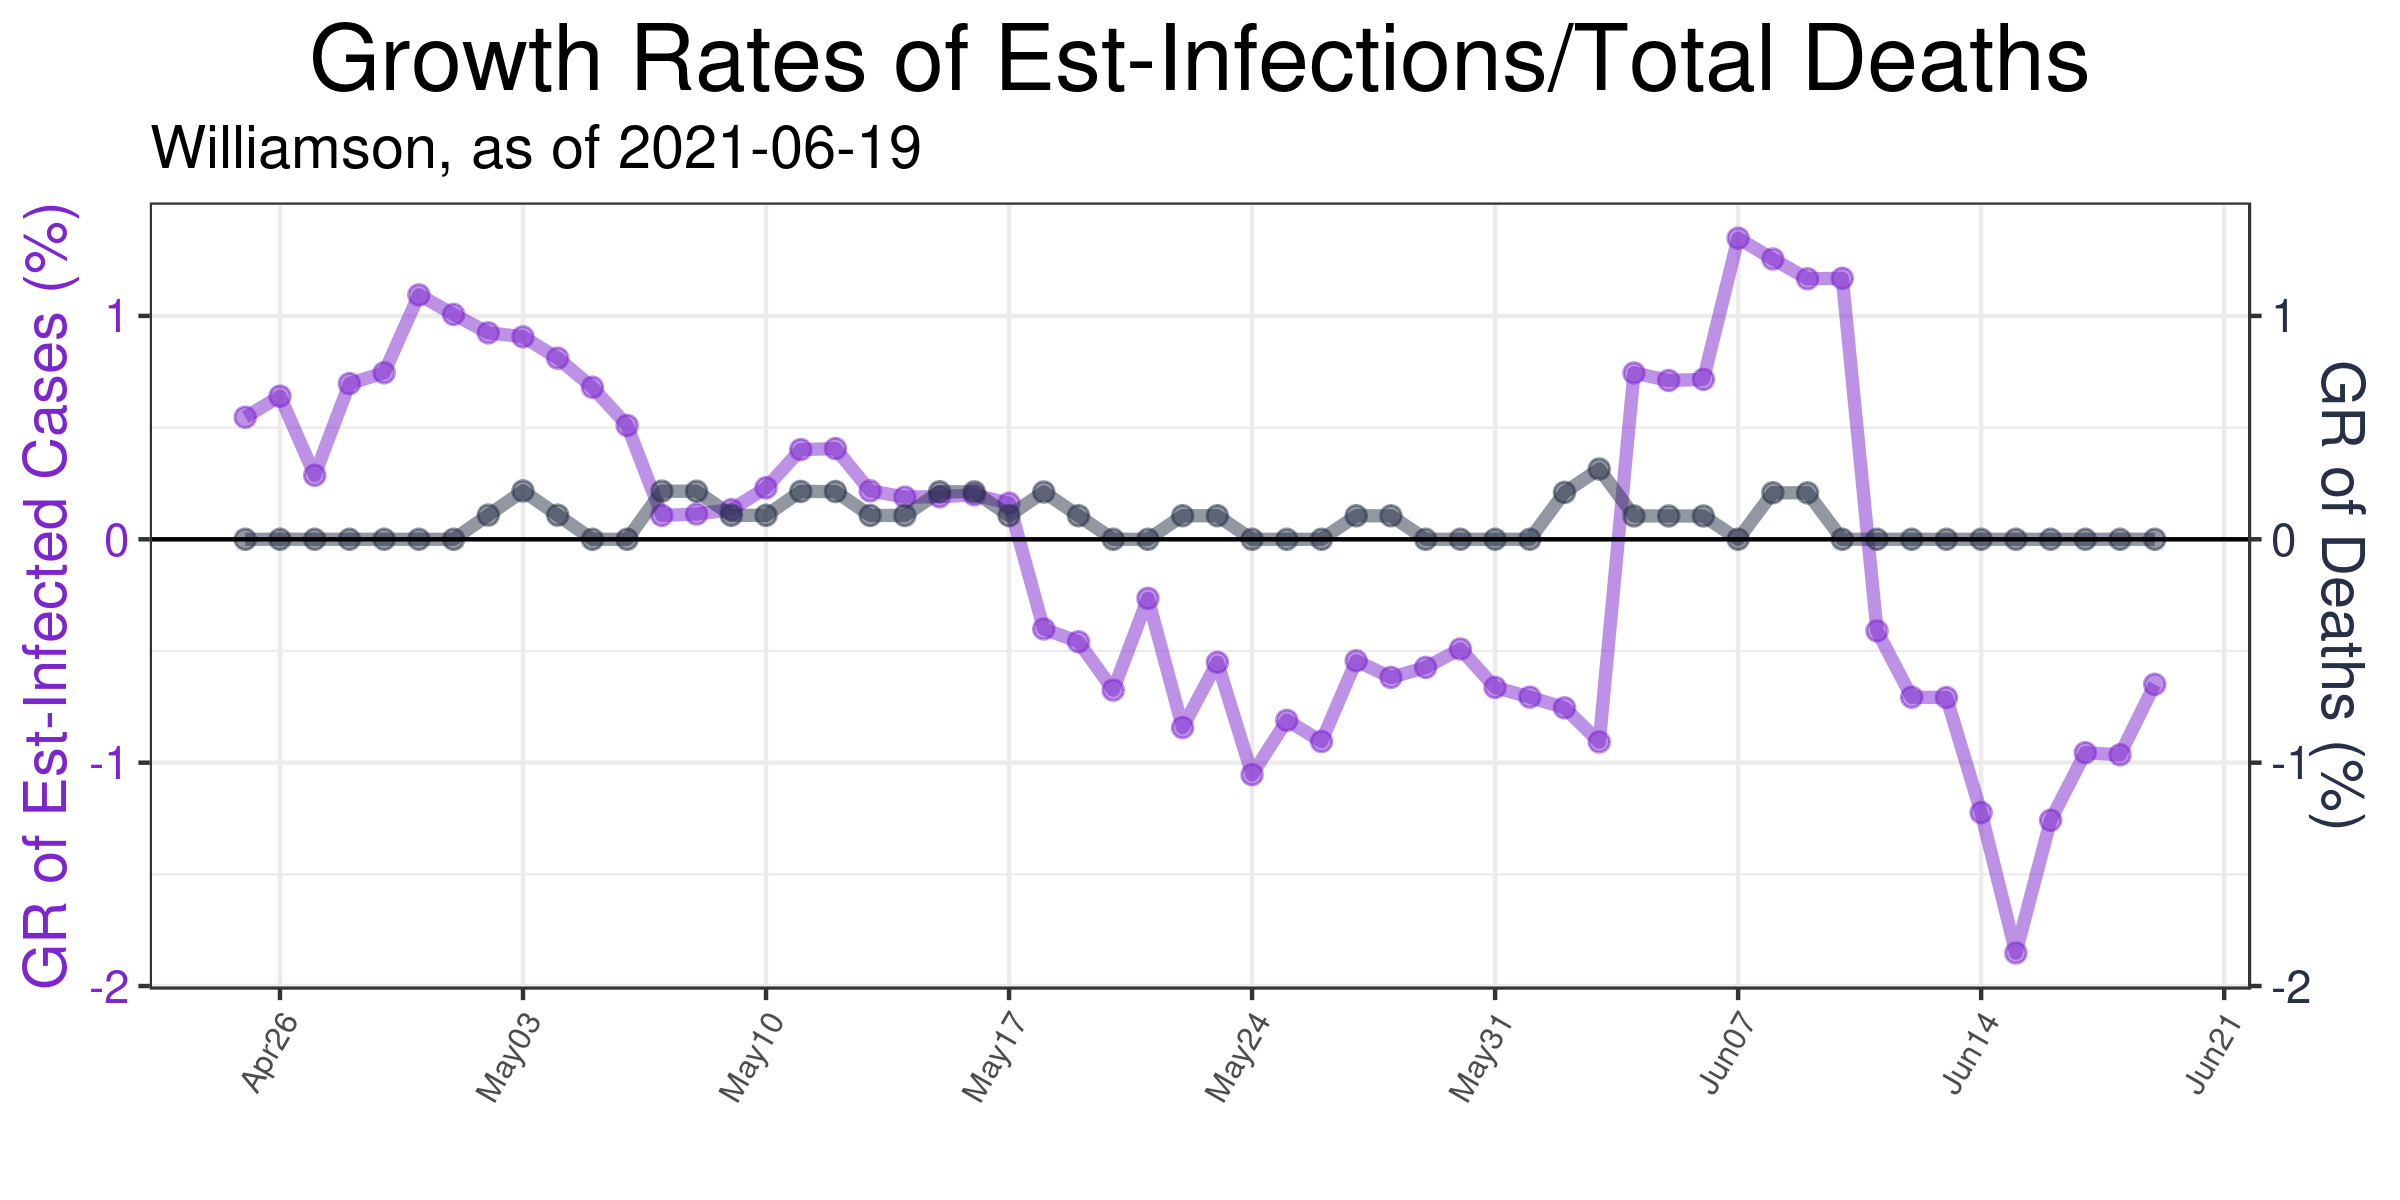 Growth Rates of Est-Infections/Total Deaths
Williamson, as of 2021-06-19
GR of Est-Infected Cases (%)
1
0
-1
-2
1
0
-1
-2
GR of Deaths (%)
Apr26
May03
May10
May17
May24
May31
Jun07
Jun14
Jun21